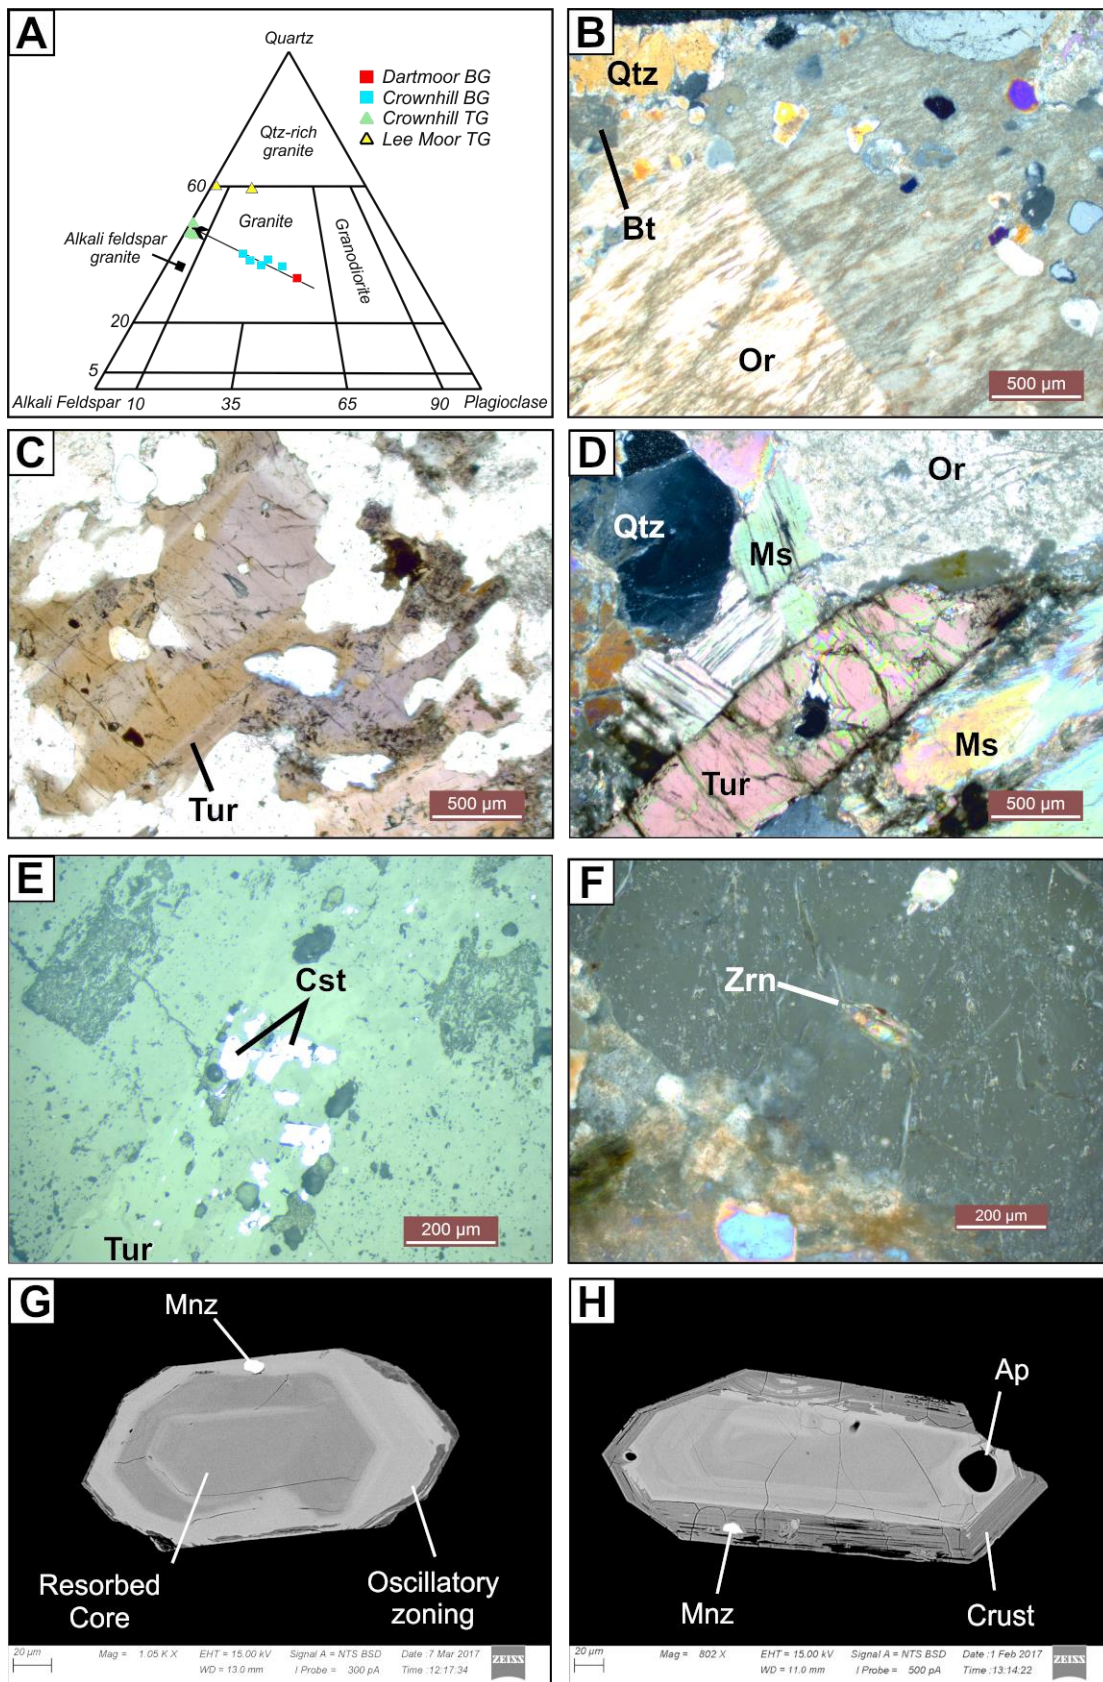 A
Quartz
Dartmoor BG
Crownhill BG
Crownhill TG
Lee Moor TG
Qtz-rich
granite
60
Granite
Granodiorite
Alkali feldspar
granite
20
5
Alkali Feldspar 10 35 65 90 Plagioclase
B
Qtz
Bt
Or
500 µm
C
Tur
500 µm
D
Or
Qtz
Ms
Ms
Tur
500 µm
E
Cst
Tur
200 µm
F
Zrn
200 µm
G
Mnz
Resorbed
Core
Oscillatory
zoning
20 µm
Mag = 1.05 K X EHT = 15.00 kV Signal A = NTS BSD Date :7 Mar 2017
WD = 13.0 mm I Probe = 300 pA Time :12:17:34
ZEISS
H
Ap
Mnz
Crust
20 µm
Mag = 802 X EHT = 15.00 kV Signal A = NTS BSD Date :1 Feb 2017
WD = 11.0 mm I Probe = 500 pA Time :13:14:22
ZEISS